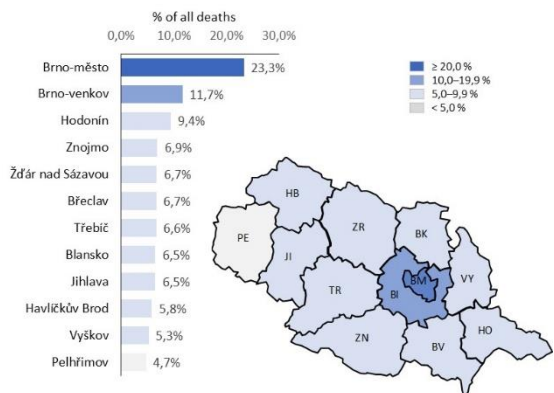 % of all deaths
0,0% 10,0% 20,0% 30,0%
Brno-město 23,3%
Brno-venkov 11,7%
Hodonín 9,4%
Znojmo 6,9%
Žďár nad Sázavou 6,7%
Břeclav 6,7%
Třebíč 6,6%
Blansko 6,5%
Jihlava 6,5%
Havlíčkův Brod 5,8%
Vyškov 5,3%
Pelhřimov 4,7%
≥ 20,0 %
10,0–19,9 %
5,0–9,9 %
< 5,0 %
HB
ZR
BK
PE
JI
VY
BM
TR
BI
HO
ZN
BV